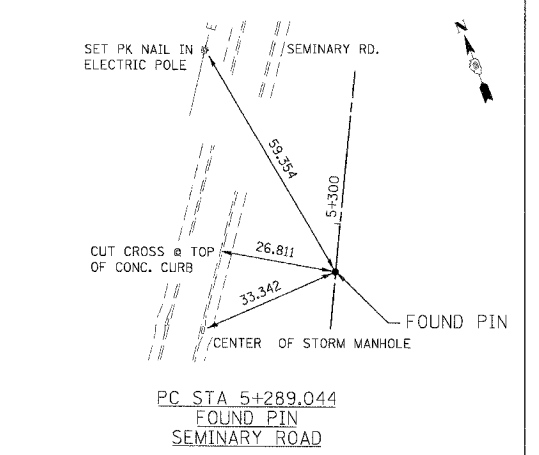 E
SET PK NAIL IN
ELECTRIC POLE
SEMINARY RD.
N
59.354
5+300
CUT CROSS @ TOP
OF CONC. CURB
26.811
33.342
FOUND PIN
CENTER OF STORM MANHOLE
PC STA 5+289.044
FOUND PIN
SEMINARY ROAD